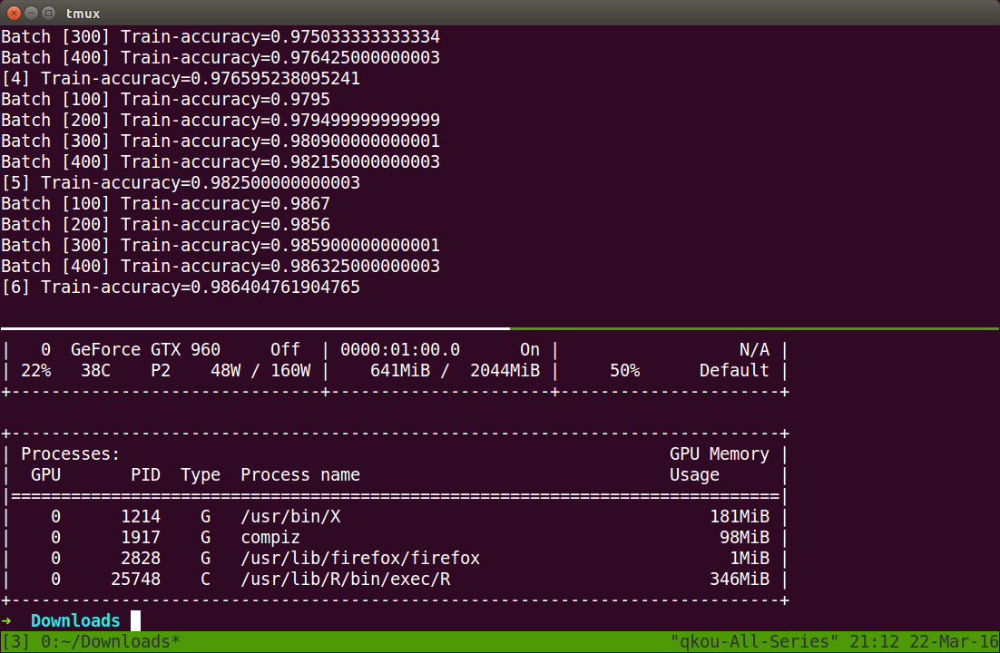 tmux
Batch [300] Train-accuracy=0.975033333333334
Batch [400] Train-accuracy=0.976425000000003
[4] Train-accuracy=0.976595238095241
Batch [100] Train-accuracy=0.9795
Batch [200] Train-accuracy=0.979499999999999
Batch [300] Train-accuracy=0.980900000000001
Batch [400] Train-accuracy=0.982150000000003
[5] Train-accuracy=0.982500000000003
Batch [100] Train-accuracy=0.9867
Batch [200] Train-accuracy=0.9856
Batch [300] Train-accuracy=0.985900000000001
Batch [400] Train-accuracy=0.986325000000003
[6] Train-accuracy=0.986404761904765
|   0  GeForce GTX 960     Off  | 0000:01:00.0      On |                  N/A |
| 22%   38C    P2    48W / 160W |    641MiB /  2044MiB |     50%      Default |
+-------------------------------+----------------------+----------------------+
+-----------------------------------------------------------------------------+
| Processes:                                                       GPU Memory |
|  GPU       PID  Type  Process name                               Usage      |
|=============================================================================|
|    0      1214    G   /usr/bin/X                                     181MiB |
|    0      1917    G   compiz                                          98MiB |
|    0      2828    G   /usr/lib/firefox/firefox                         1MiB |
|    0     25748    C   /usr/lib/R/bin/exec/R                          346MiB |
+-----------------------------------------------------------------------------+
➜  Downloads
[3] 0:~/Downloads* "qkou-All-Series" 21:12 22-Mar-16